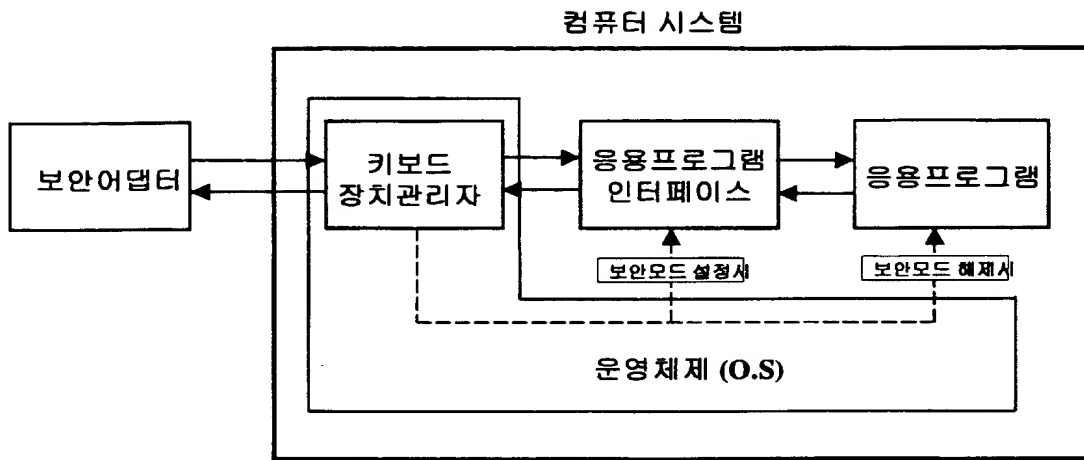 컴퓨터 시스템
보안어댑터
키보드
장치관리자
응용프로그램
인터페이스
응용프로그램
보안모드 설정시
보안모드 해제시
운영체제 (O.S)